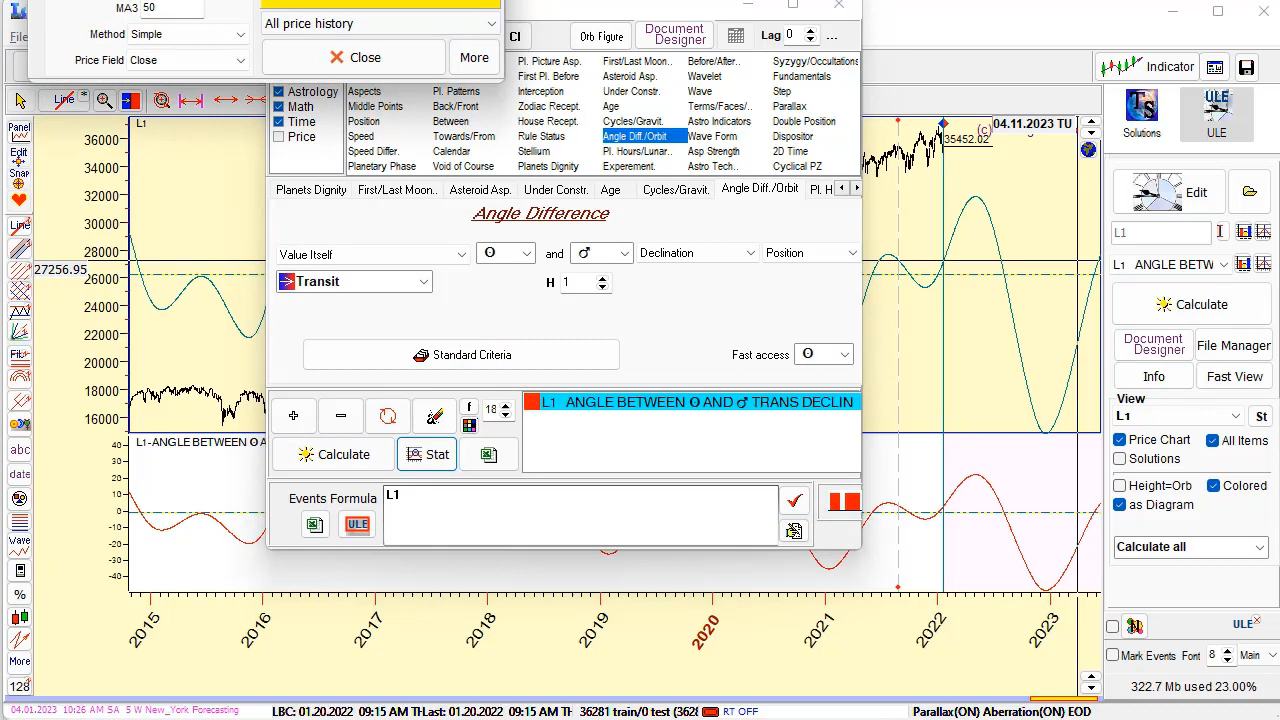 MA3 50
Method Simple
Price Field Close
All price history
Close
More
CI
Orb Figure
Document Designer
Lag 0 ...
Indicator
File
Astrology
Math
Time
Price
Aspects
Middle Points
Position
Speed
Speed Differ.
Planetary Phase
Pl. Patterns
Back/Front
Between
Towards/From
Calendar
Void of Course
Pl. Picture Asp.
First Pl. Before
Interception
Zodiac Recept.
House Recept.
Rule Status
Stellium
Planets Dignity
First/Last Moon..
Asteroid Asp.
Under Constr.
Age
Cycles/Gravit.
Angle Diff./Orbit
Pl. Hours/Lunar..
Experement.
Before/After..
Wavelet
Wave
Terms/Faces/..
Astro Indicators
Wave Form
Asp Strength
Astro Tech..
Syzygy/Occultations
Fundamentals
Step
Parallax
Double Position
Dispositor
2D Time
Cyclical PZ
Line
Panel
Edit
Snap
Line
Fib
abc
date
Wave
%
More
128
L1
36000
34000
32000
30000
28000
27256.95
26000
24000
22000
20000
18000
16000
(c)
04.11.2023 TU
35452.02
Planets Dignity First/Last Moon.. Asteroid Asp. Under Constr. Age Cycles/Gravit. Angle Diff./Orbit Pl. H
Angle Difference
Value Itself ʘ and ♂ Declination Position
Transit
H 1
Standard Criteria
Fast access ʘ
+ -
f 18
L1 ANGLE BETWEEN ʘ AND ♂ TRANS DECLIN
Calculate
Stat
Events Formula
L1
ULE
L1-ANGLE BETWEEN ʘ A
40
30
20
10
0
-10
-20
-30
-40
2015 2016 2017 2018 2019 2020 2021 2022 2023
Solutions
ULE
Edit
L1
L1 ANGLE BETW
Calculate
Document Designer
File Manager
Info
Fast View
View
L1
St
Price Chart
All Items
Solutions
Height=Orb
Colored
as Diagram
Calculate all
ULE
Mark Events Font 8 Main
322.7 Mb used 23.00%
04.01.2023 10:26 AM SA 5 W New_York Forecasting
LBC: 01.20.2022 09:15 AM TH Last: 01.20.2022 09:15 AM TH 36281 train/0 test (3628 RT OFF
Parallax(ON) Aberration(ON) EOD